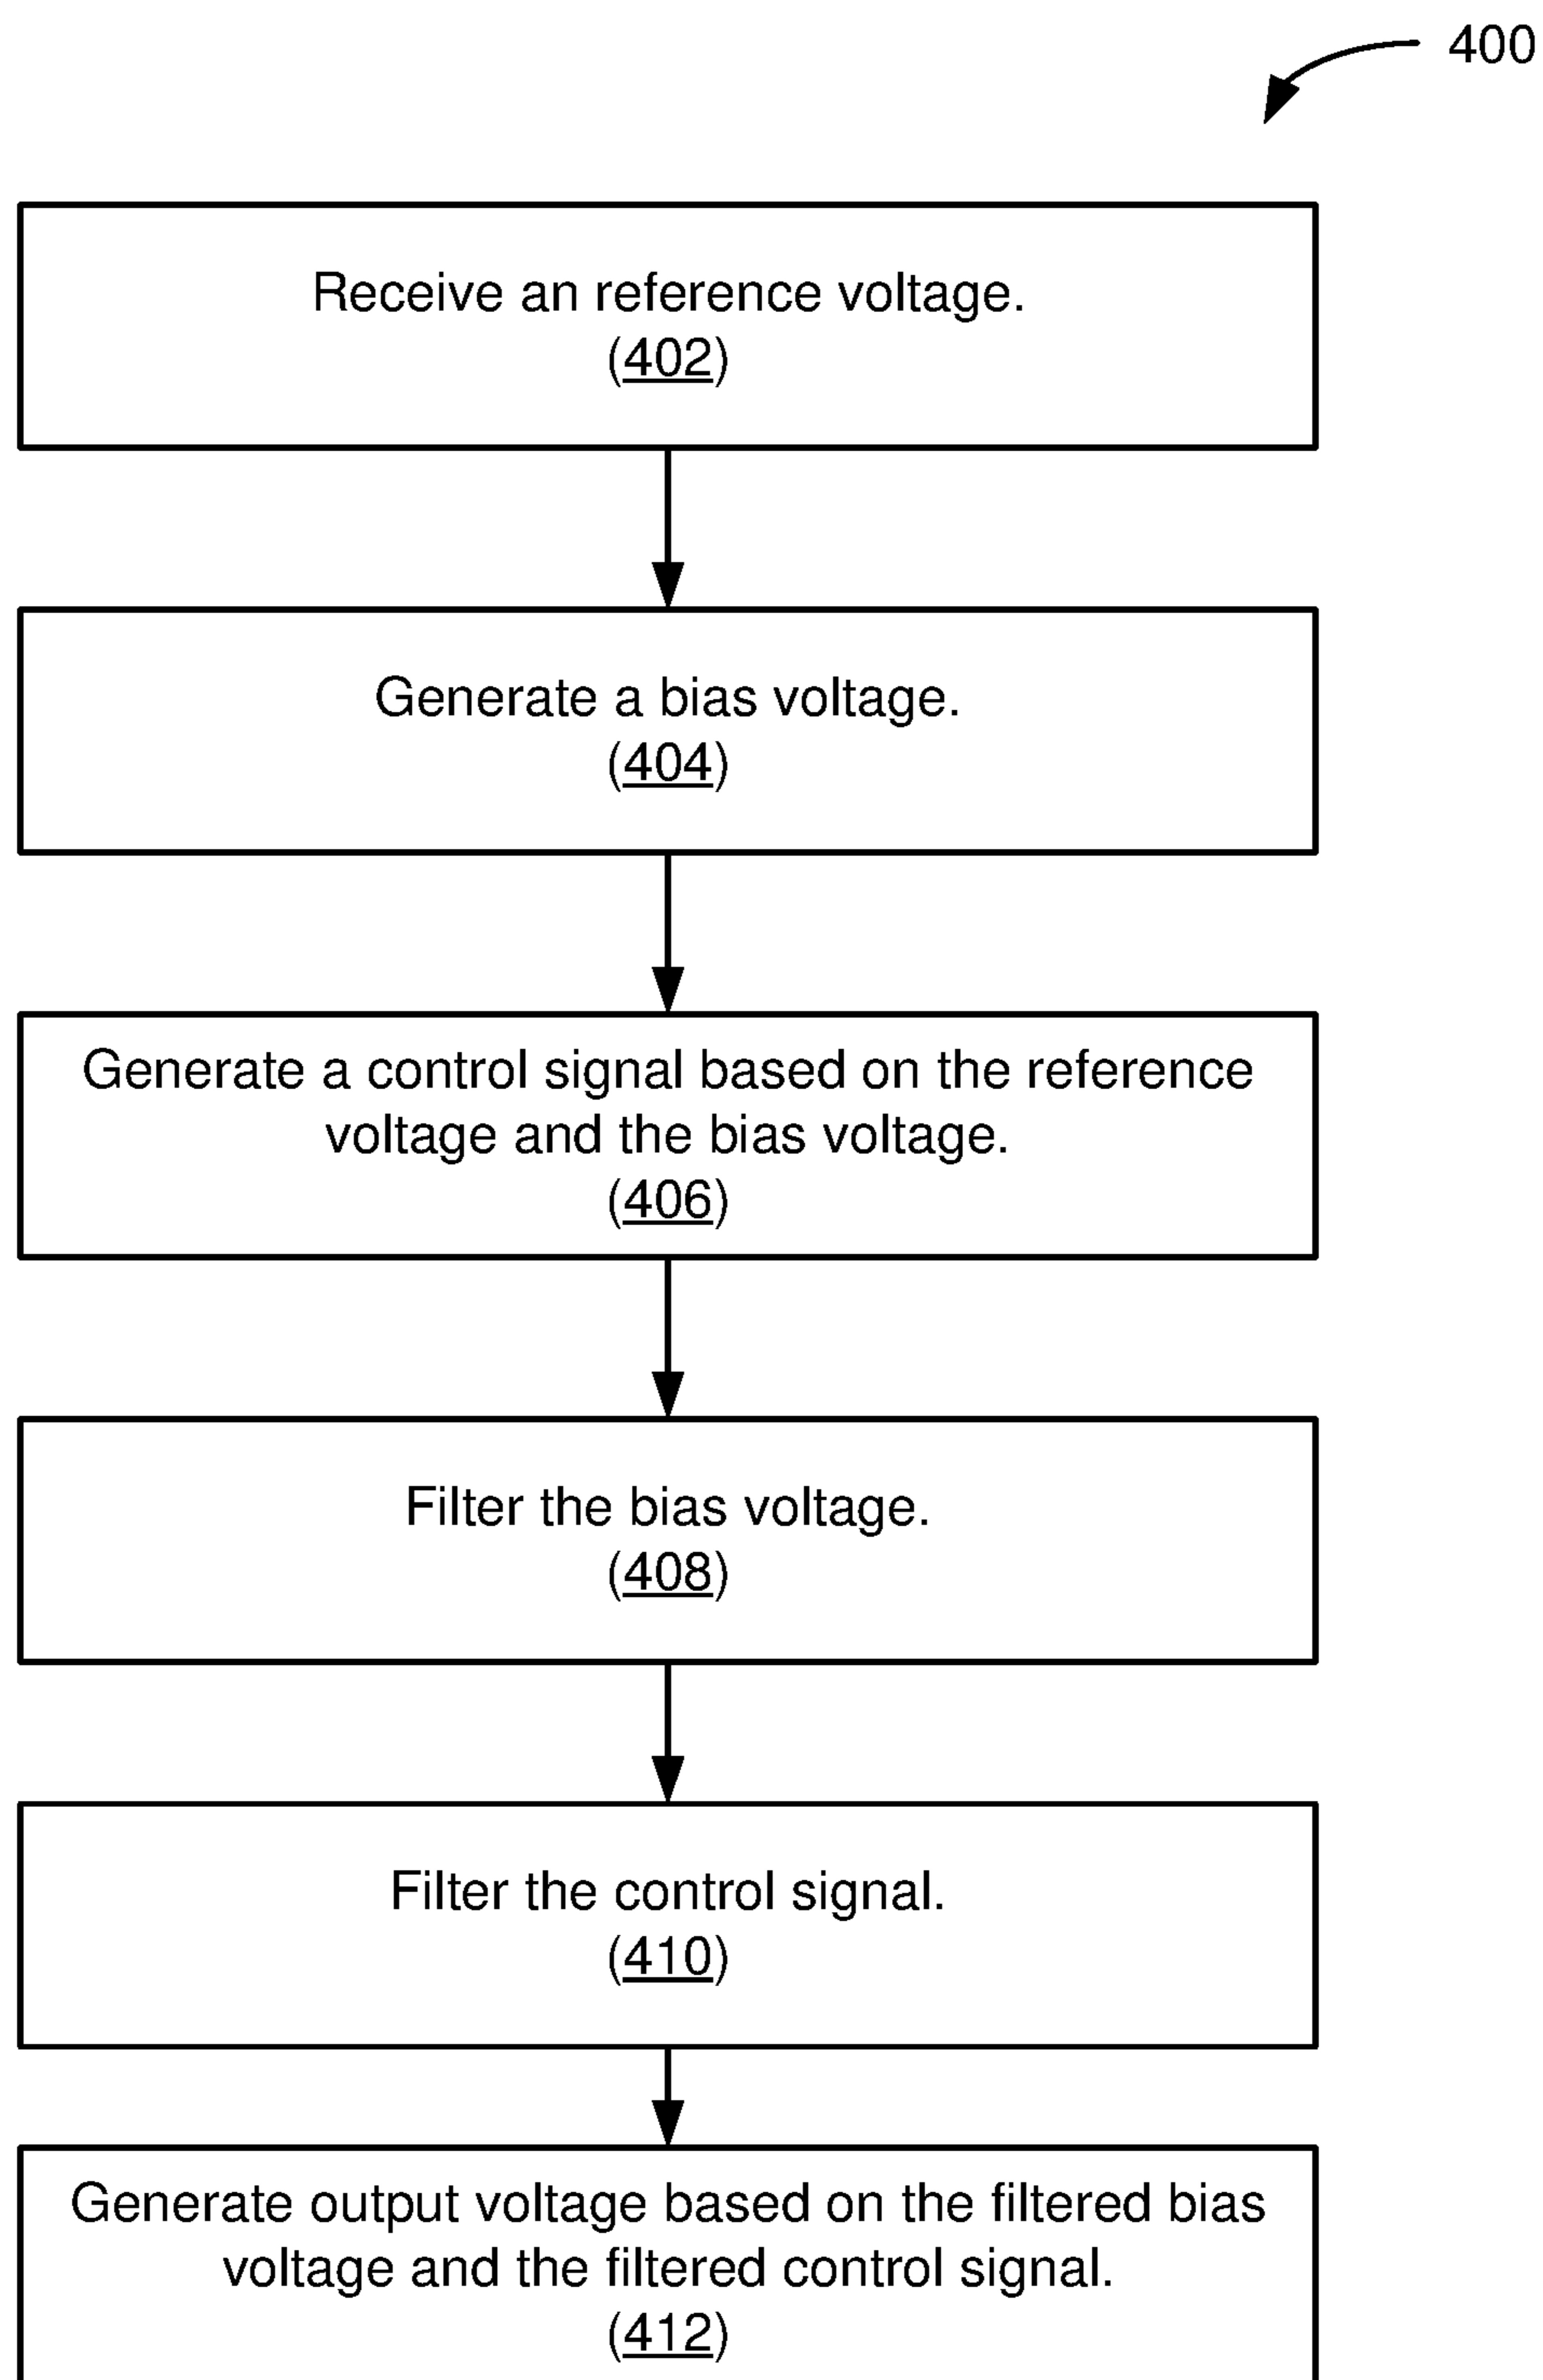 400
Receive an reference voltage.
(402)
Generate a bias voltage.
(404)
Generate a control signal based on the reference
voltage and the bias voltage.
(406)
Filter the bias voltage.
(408)
Filter the control signal.
(410)
Generate output voltage based on the filtered bias
voltage and the filtered control signal.
(412)